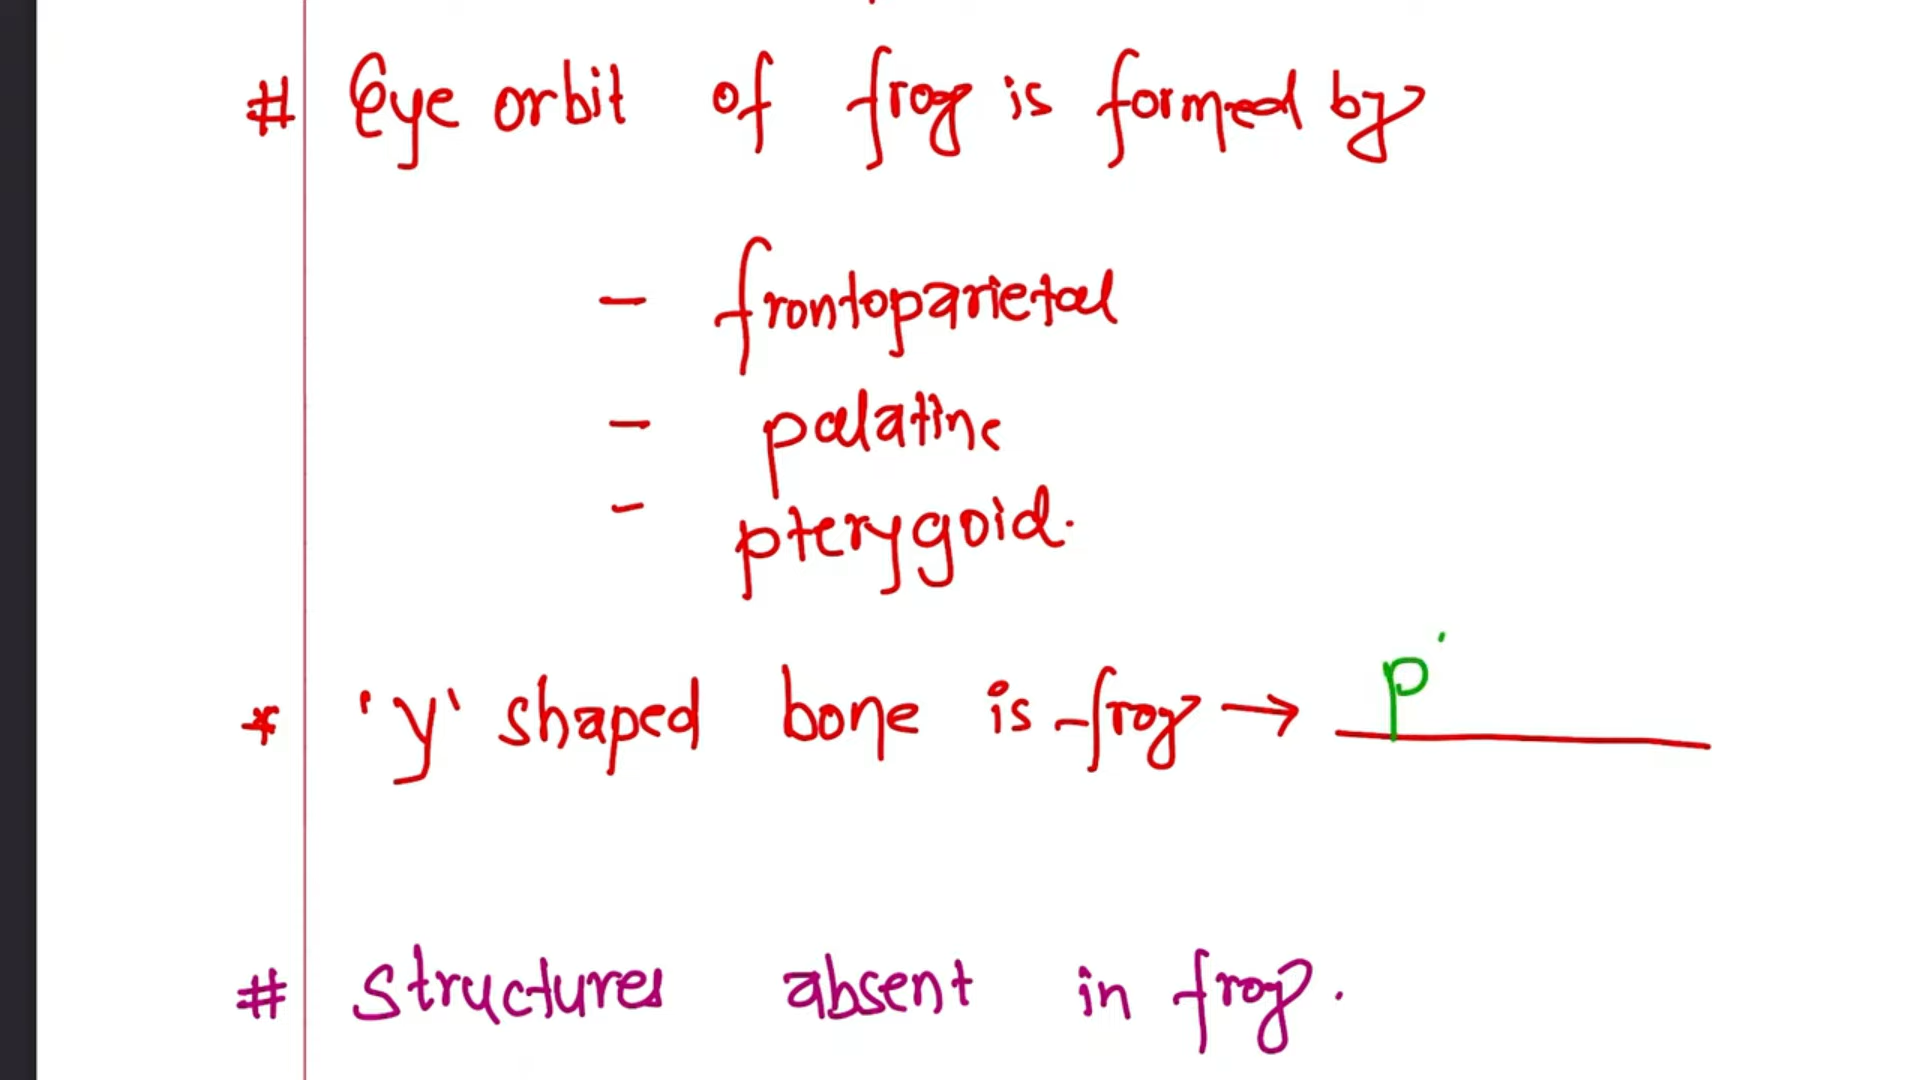 # Eye orbit of frog is formed by
- frontoparietal
- palatine
- pterygoid.
* 'y' shaped bone is frog → p
# Structures absent in frog.